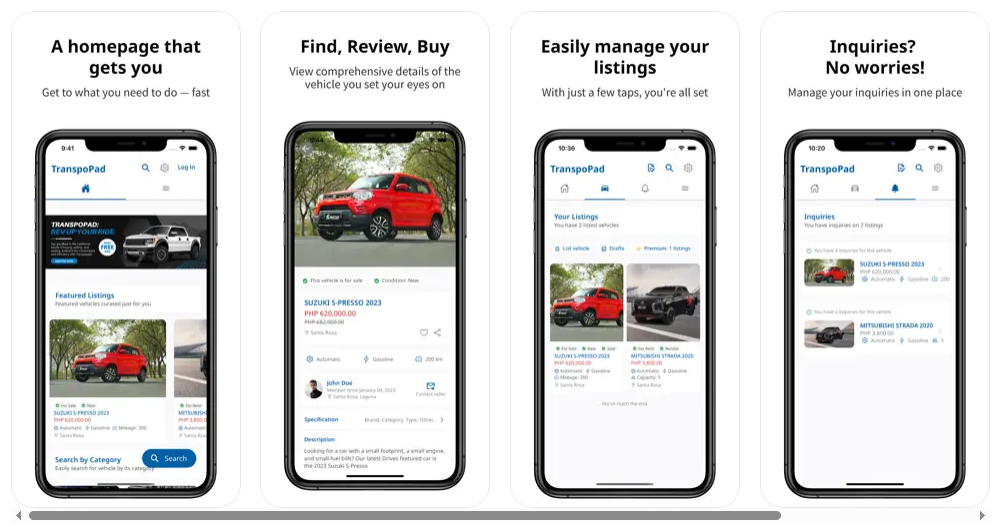 A homepage that
gets you
Get to what you need to do — fast
9:41
TranspoPad
Log in
TRANSPOPAD:
REV UP YOUR RIDE
FREE
Featured Listings
Featured vehicles curated just for you
For Sale
New
SUZUKI S-PRESSO 2023
PHP 620,000.00
Automatic
Gasoline
Mileage: 200
Santa Rosa
For Rent
MITSUBISH
PHP 3,800.0
Automatic
Santa Rosa
Search by Category
Easily search for vehicle by its category
Search
Find, Review, Buy
View comprehensive details of the
vehicle you set your eyes on
This vehicle is for sale
Condition: New
SUZUKI S-PRESSO 2023
PHP 620,000.00
PHP 682,000.00
Santa Rosa
Automatic
Gasoline
200 km
John Doe
Member since January 04, 2023
Santa Rosa, Laguna
Contact seller
Specification
Brand, Category, Type, Other...
Description
Looking for a car with a small footprint, a small engine,
and small fuel bills? Our latest Drives featured car is
the 2023 Suzuki S-Presso
Easily manage your
listings
With just a few taps, you're all set
10:36
TranspoPad
Your Listings
You have 2 listed vehicles
List vehicle
Drafts
Premium: 1 listings
For Sale
New
Sale!
SUZUKI S-PRESSO 2023
PHP 620,000.00
Automatic
Gasoline
Mileage: 200
Santa Rosa
For Rent
Rented
MITSUBISHI STRADA 2020
PHP 3,800.00
Automatic
Gasoline
Capacity: 5
Santa Rosa
You've reach the end.
Inquiries?
No worries!
Manage your inquiries in one place
10:20
TranspoPad
Inquiries
You have inquiries on 2 listings
You have 3 inquiries for this vehicle
SUZUKI S-PRESSO 2023
PHP 620,000.00
Automatic
Gasoline
200
You have 2 inquiries for this vehicle
MITSUBISHI STRADA 2020
PHP 3,800.00
Automatic
Gasoline
5